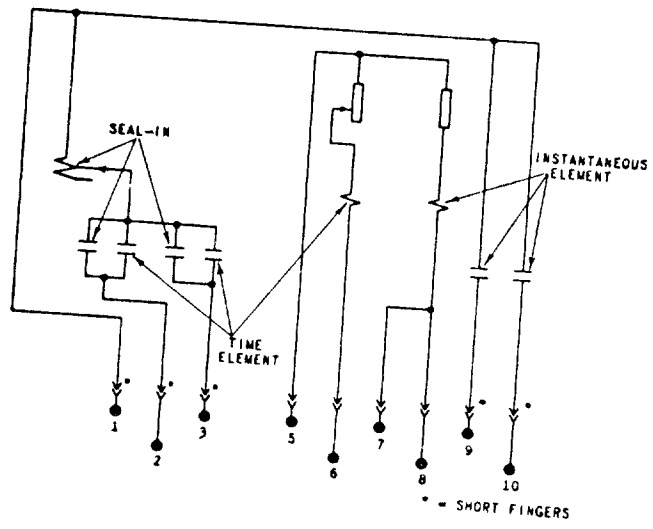 SEAL-IN
INSTANTANEOUS
ELEMENT
TIME
ELEMENT
1
2
3
5
6
7
8
9
10
* = SHORT FINGERS